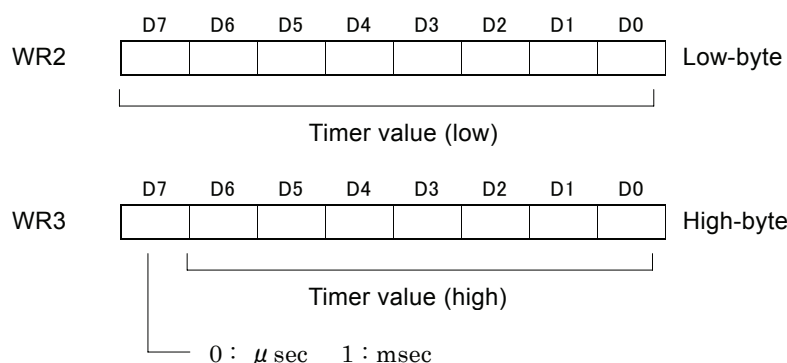 D7 D6 D5 D4 D3 D2 D1 D0
WR2 Low-byte
Timer value (low)
D7 D6 D5 D4 D3 D2 D1 D0
WR3 High-byte
Timer value (high)
0： μsec 1：msec